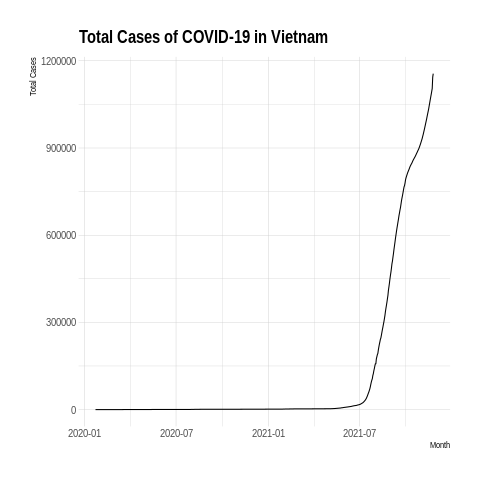 Total Cases of COVID-19 in Vietnam
Total Cases
1200000
900000
600000
300000
0
2020-01 2020-07 2021-01 2021-07
Month